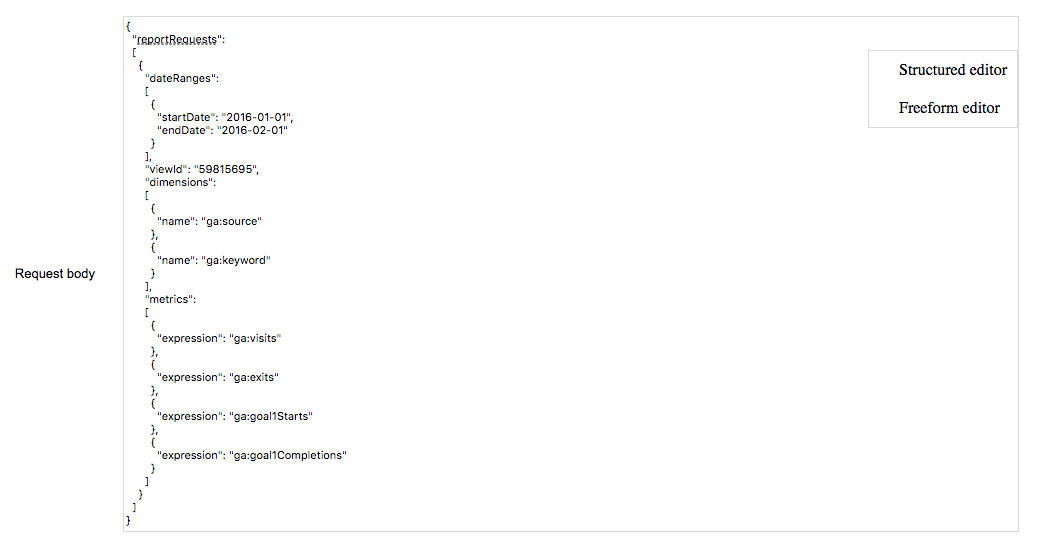 {
"reportRequests":
[
{
"dateRanges":
[
{
"startDate": "2016-01-01",
"endDate": "2016-02-01"
}
],
"viewId": "59815695",
"dimensions":
[
{
"name": "ga:source"
},
{
"name": "ga:keyword"
}
],
"metrics":
[
{
"expression": "ga:visits"
},
{
"expression": "ga:exits"
},
{
"expression": "ga:goal1Starts"
},
{
"expression": "ga:goal1Completions"
}
]
}
]
}
Structured editor
Freeform editor
Request body